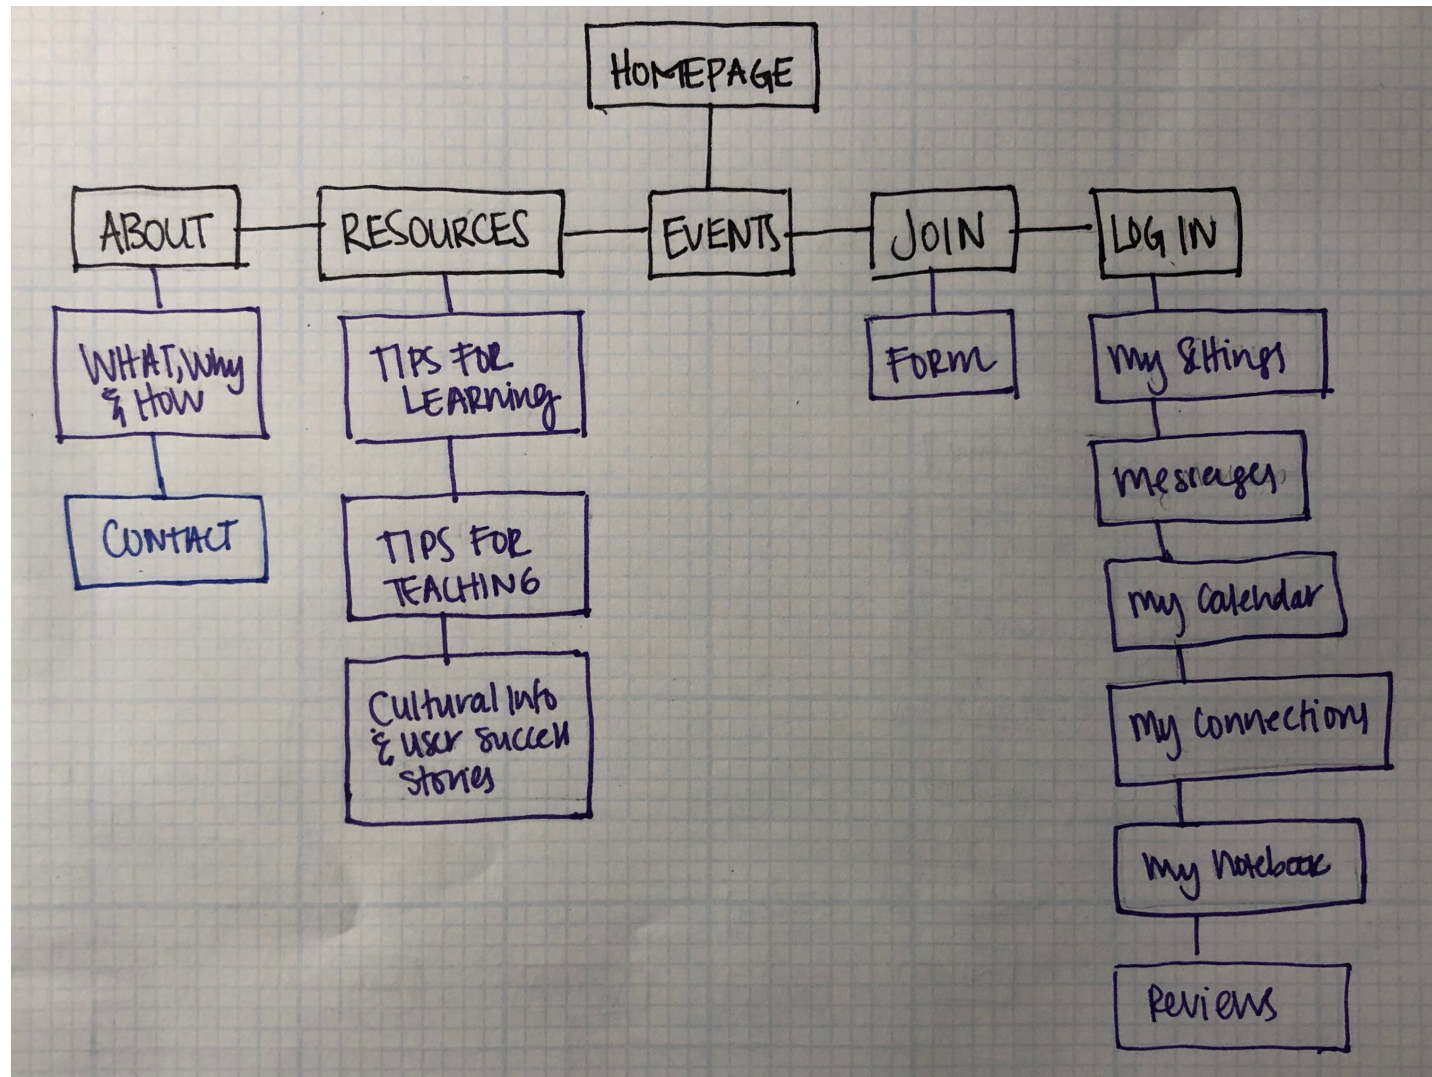 HOMEPAGE
ABOUT
RESOURCES
EVENTS
JOIN
LOG IN
WHAT, Why
& HOW
CONTACT
TIPS FOR
LEARNing
TIPS FOR
TEACHING
Cultural Info
& user success
stories
FORM
my settings
messages
my calendar
my connections
my notebook
Reviews